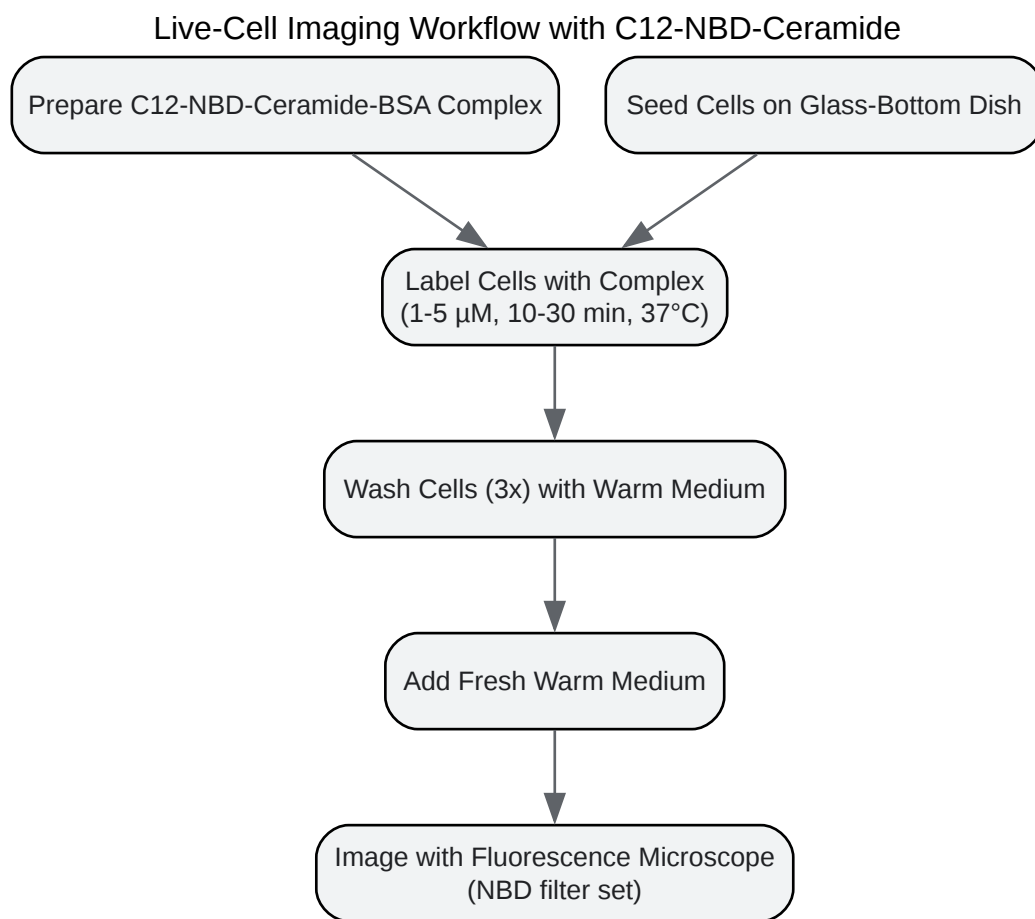 Live-Cell Imaging Workflow with C12-NBD-Ceramide
Prepare C12-NBD-Ceramide-BSA Complex
Seed Cells on Glass-Bottom Dish
Label Cells with Complex
(1-5 µM, 10-30 min, 37°C)
Wash Cells (3x) with Warm Medium
Add Fresh Warm Medium
Image with Fluorescence Microscope
(NBD filter set)